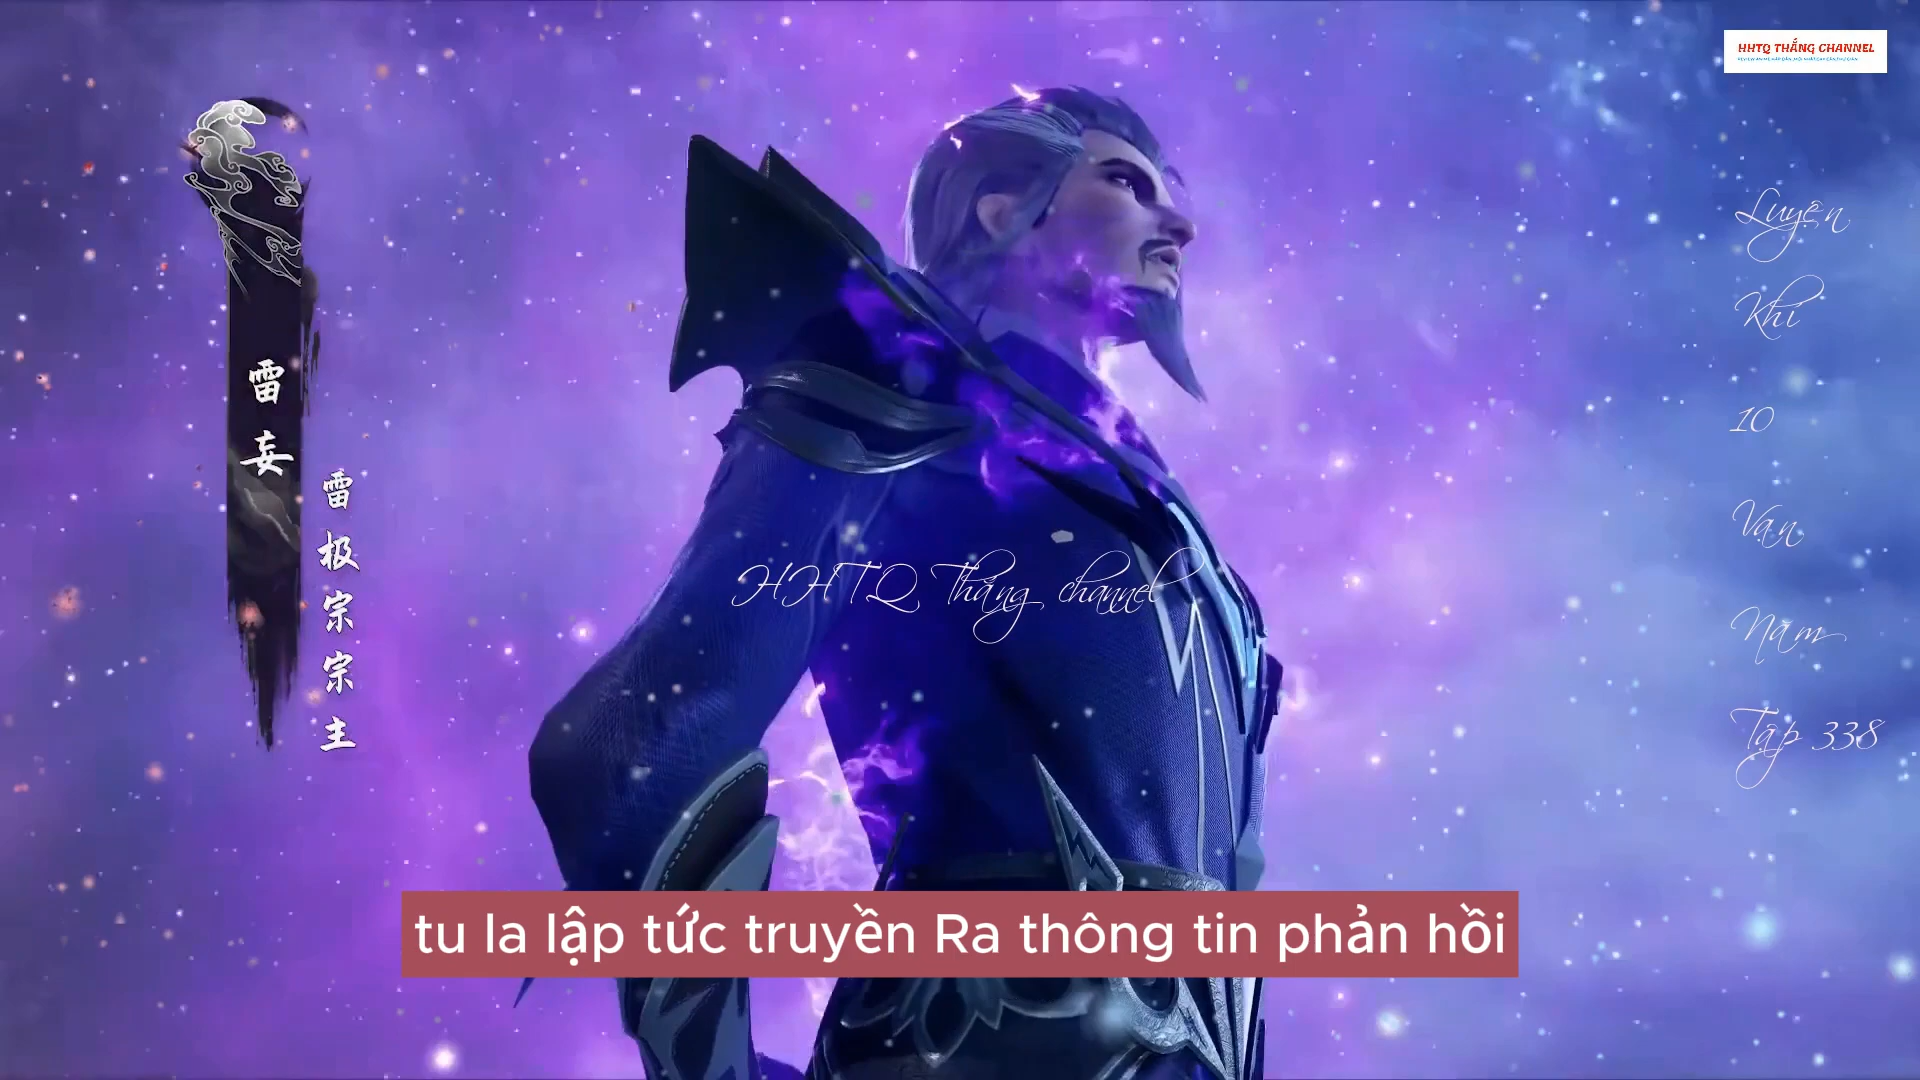 HHTQ THẮNG CHANNEL
雷妄
雷极宗宗主
Luyện
Khí
10
Vạn
Năm
Tập 338
HHTQ Thắng channel
tu la lập tức truyền Ra thông tin phản hồi